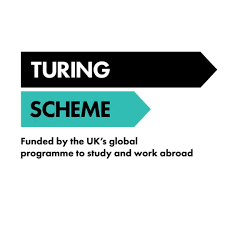 TURING
SCHEME
Funded by the UK's global
programme to study and work abroad